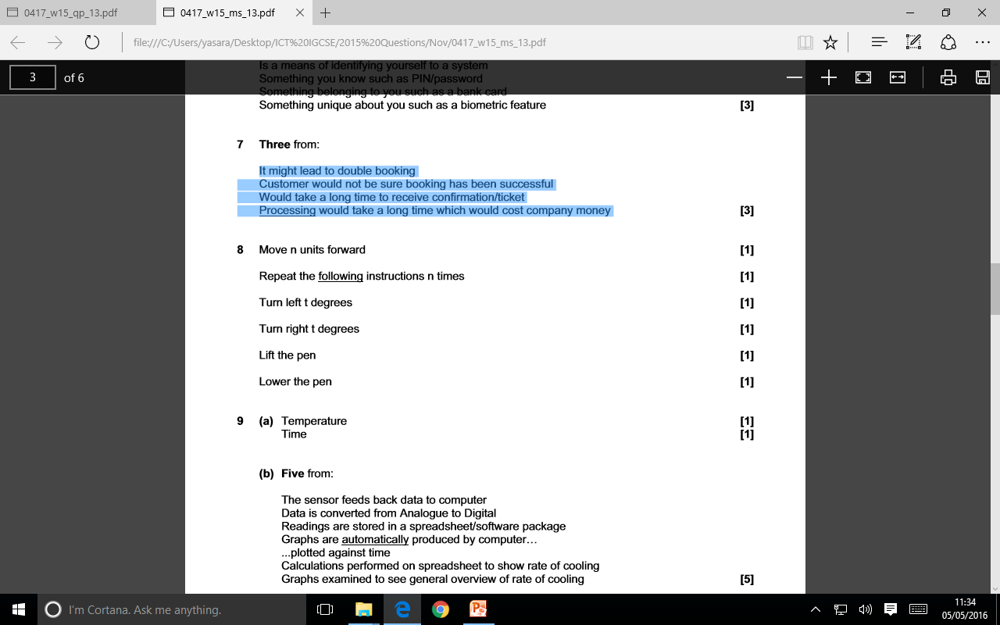 0417_w15_qp_13.pdf
0417_w15_ms_13.pdf
file:///C:/Users/yasara/Desktop/ICT%20IGCSE/2015%20Questions/Nov/0417_w15_ms_13.pdf
3 of 6
Is a means of identifying yourself to a system
Something you know such as PIN/password
Something belonging to you such as a bank card
Something unique about you such as a biometric feature [3]
7 Three from:
It might lead to double booking
Customer would not be sure booking has been successful
Would take a long time to receive confirmation/ticket
Processing would take a long time which would cost company money [3]
8 Move n units forward [1]
Repeat the following instructions n times [1]
Turn left t degrees [1]
Turn right t degrees [1]
Lift the pen [1]
Lower the pen [1]
9 (a) Temperature [1]
Time [1]
(b) Five from:
The sensor feeds back data to computer
Data is converted from Analogue to Digital
Readings are stored in a spreadsheet/software package
Graphs are automatically produced by computer…
...plotted against time
Calculations performed on spreadsheet to show rate of cooling
Graphs examined to see general overview of rate of cooling [5]
I'm Cortana. Ask me anything.
11:34
05/05/2016